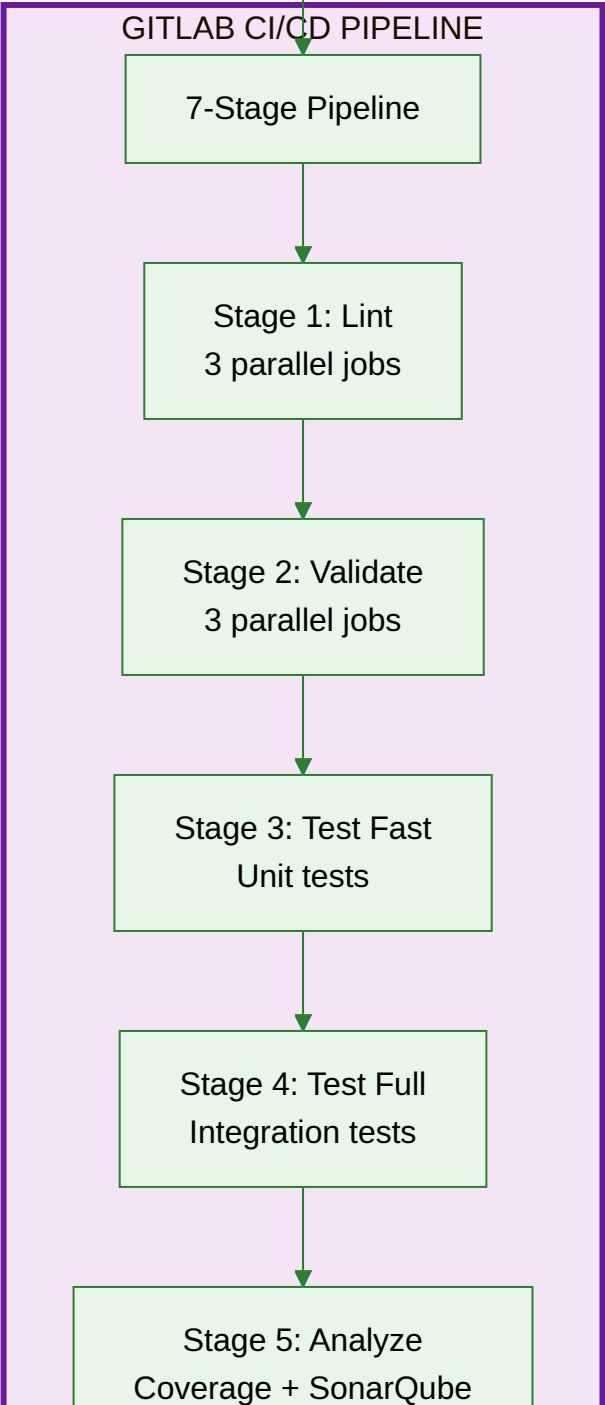 GITLAB CI/CD PIPELINE
7-Stage Pipeline
Stage 1: Lint
3 parallel jobs
Stage 2: Validate
3 parallel jobs
Stage 3: Test Fast
Unit tests
Stage 4: Test Full
Integration tests
Stage 5: Analyze
Coverage + SonarQube